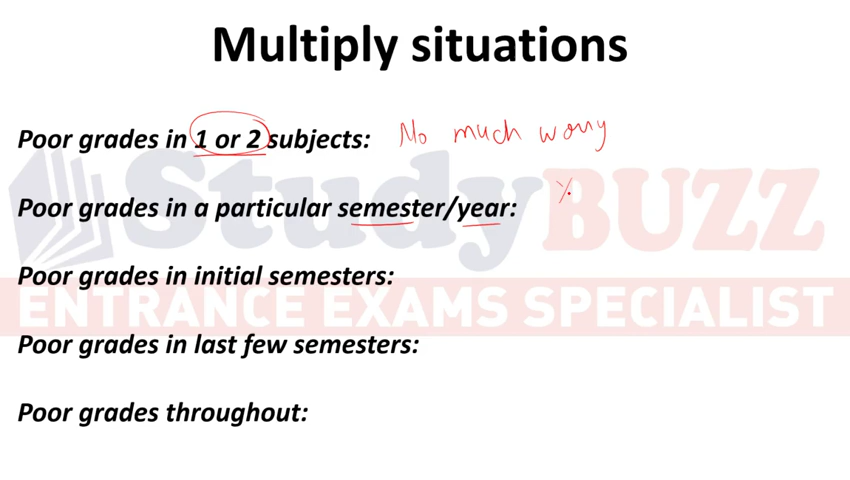 Multiply situations
Poor grades in 1 or 2 subjects: No much worry
Poor grades in a particular semester/year:
Poor grades in initial semesters:
Poor grades in last few semesters:
Poor grades throughout:
StudyBUZZ
ENTRANCE EXAMS SPECIALIST